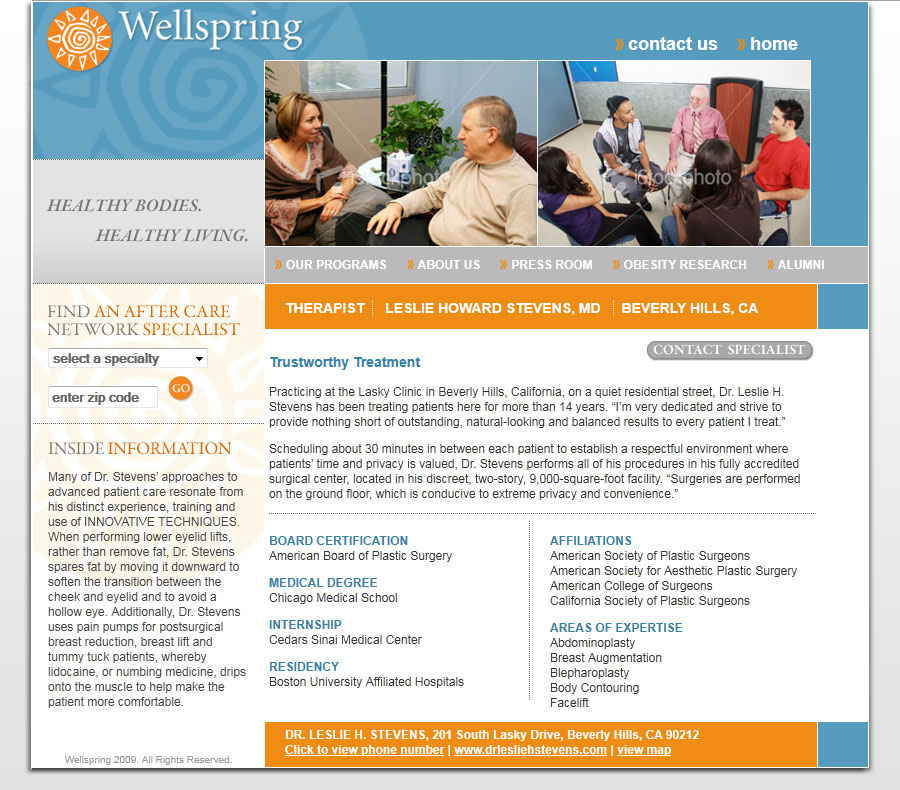 Wellspring
» contact us » home
iStockphoto
iStockphoto
HEALTHY BODIES.
HEALTHY LIVING.
» OUR PROGRAMS » ABOUT US » PRESS ROOM » OBESITY RESEARCH » ALUMNI
FIND AN AFTER CARE
NETWORK SPECIALIST
select a specialty
enter zip code
GO
INSIDE INFORMATION
Many of Dr. Stevens' approaches to
advanced patient care resonate from
his distinct experience, training and
use of INNOVATIVE TECHNIQUES.
When performing lower eyelid lifts,
rather than remove fat, Dr. Stevens
spares fat by moving it downward to
soften the transition between the
cheek and eyelid and to avoid a
hollow eye. Additionally, Dr. Stevens
uses pain pumps for postsurgical
breast reduction, breast lift and
tummy tuck patients, whereby
lidocaine, or numbing medicine, drips
onto the muscle to help make the
patient more comfortable.
Wellspring 2009. All Rights Reserved.
THERAPIST LESLIE HOWARD STEVENS, MD BEVERLY HILLS, CA
CONTACT SPECIALIST
Trustworthy Treatment
Practicing at the Lasky Clinic in Beverly Hills, California, on a quiet residential street, Dr. Leslie H.
Stevens has been treating patients here for more than 14 years. “I'm very dedicated and strive to
provide nothing short of outstanding, natural-looking and balanced results to every patient I treat.”
Scheduling about 30 minutes in between each patient to establish a respectful environment where
patients' time and privacy is valued, Dr. Stevens performs all of his procedures in his fully accredited
surgical center, located in his discreet, two-story, 9,000-square-foot facility. “Surgeries are performed
on the ground floor, which is conducive to extreme privacy and convenience.”
BOARD CERTIFICATION
American Board of Plastic Surgery
MEDICAL DEGREE
Chicago Medical School
INTERNSHIP
Cedars Sinai Medical Center
RESIDENCY
Boston University Affiliated Hospitals
AFFILIATIONS
American Society of Plastic Surgeons
American Society for Aesthetic Plastic Surgery
American College of Surgeons
California Society of Plastic Surgeons
AREAS OF EXPERTISE
Abdominoplasty
Breast Augmentation
Blepharoplasty
Body Contouring
Facelift
DR. LESLIE H. STEVENS, 201 South Lasky Drive, Beverly Hills, CA 90212
Click to view phone number | www.drlesliehstevens.com | view map